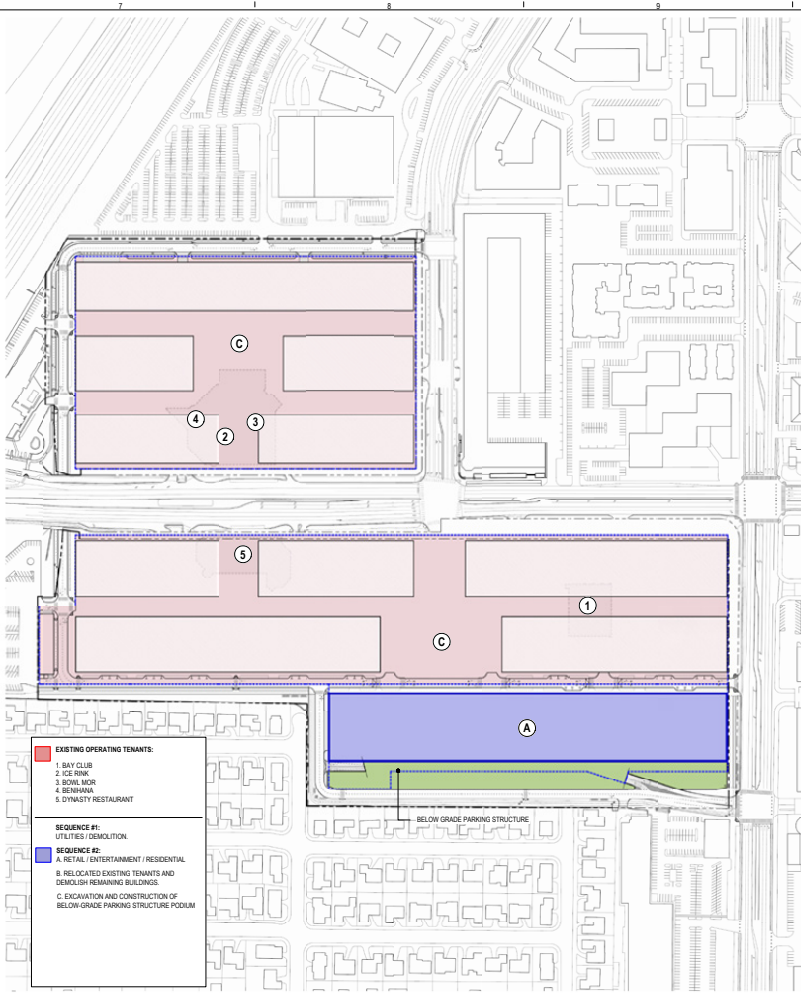 7 8 9
C
4
3
2
5
1
C
A
BELOW GRADE PARKING STRUCTURE
EXISTING OPERATING TENANTS:
1. BAY CLUB
2. ICE RINK
3. BOWL MOR
4. BENIHANA
5. DYNASTY RESTAURANT
SEQUENCE #1:
UTILITIES / DEMOLITION.
SEQUENCE #2:
A. RETAIL / ENTERTAINMENT / RESIDENTIAL
B. RELOCATED EXISTING TENANTS AND
DEMOLISH REMAINING BUILDINGS.
C. EXCAVATION AND CONSTRUCTION OF
BELOW-GRADE PARKING STRUCTURE PODIUM